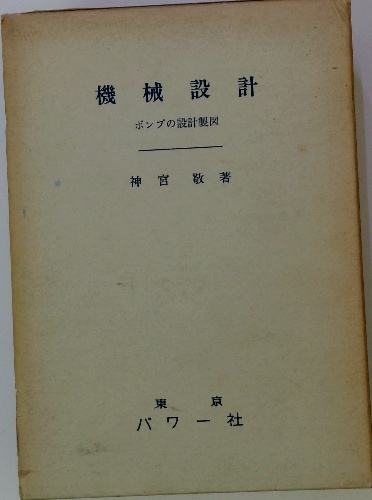 機械設計
ポンプの設計製図
神宮敬著
東京
パワー社